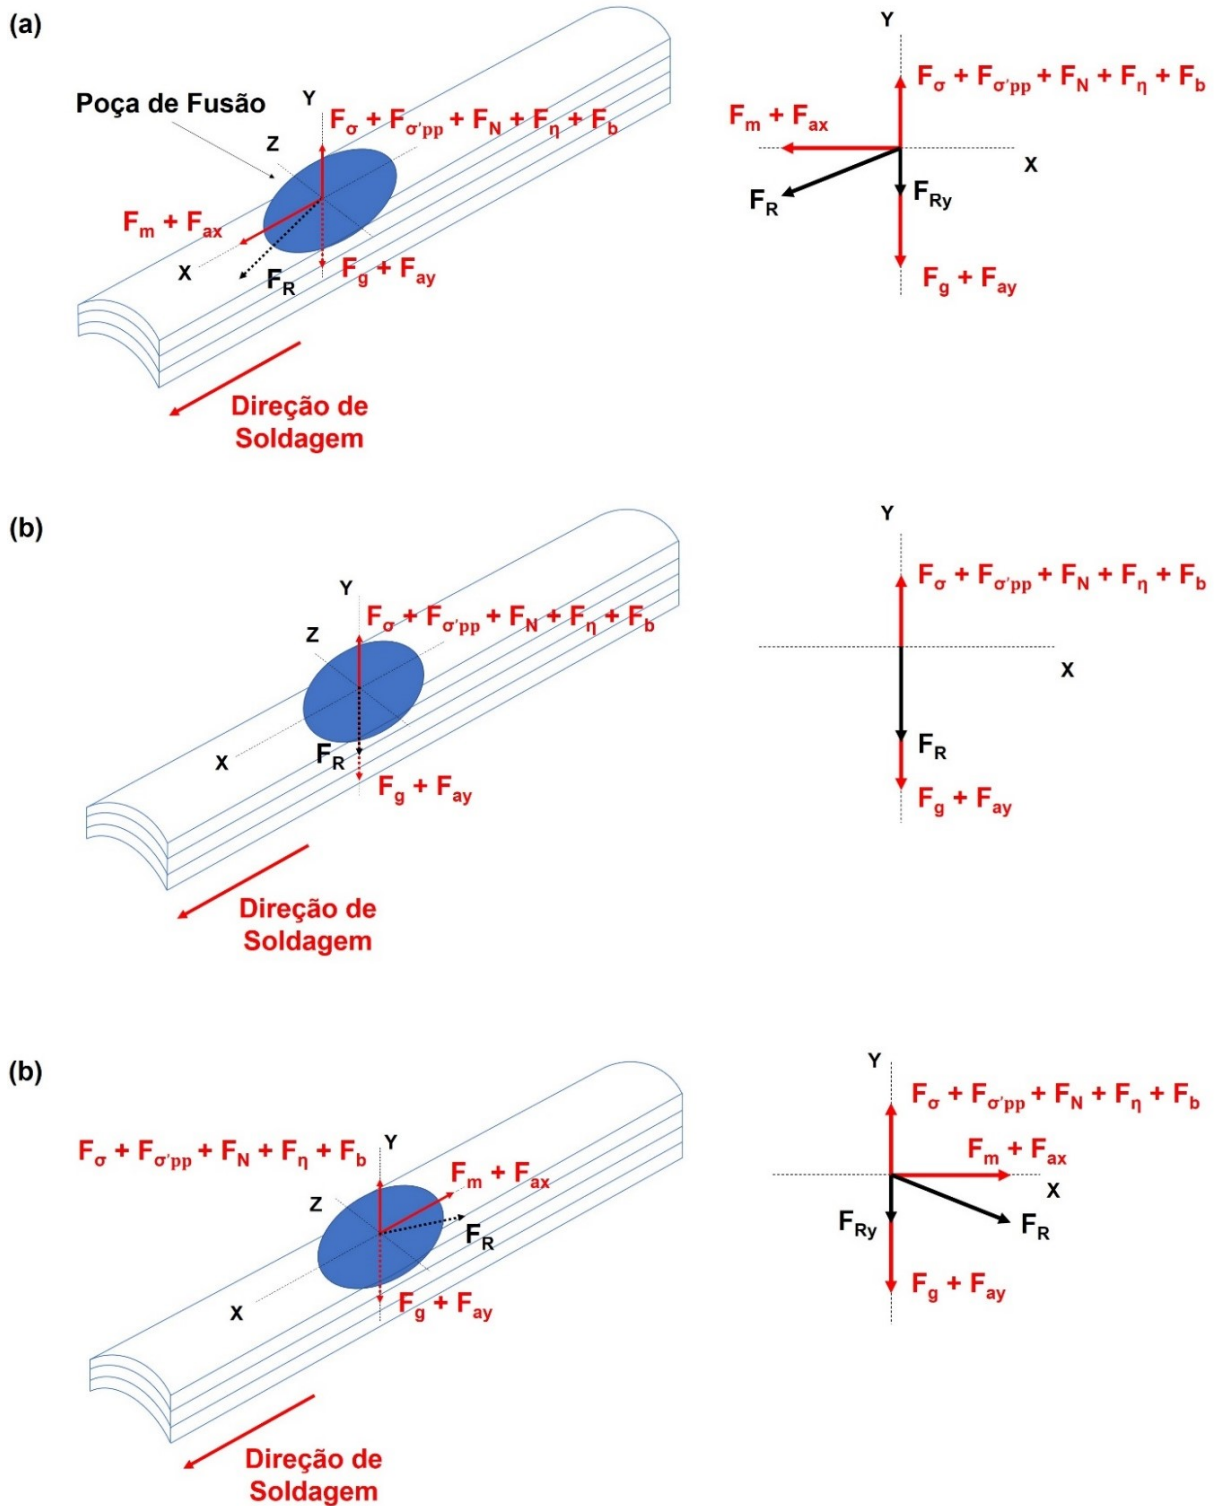 (a)
Poça de Fusão
Y
Fσ + Fσ'pp + FN + Fη + Fb
Z
Fm + Fax
X
FR
Fg + Fay
Direção de
Soldagem
Y
Fσ + Fσ'pp + FN + Fη + Fb
Fm + Fax
X
FR
FRy
Fg + Fay
(b)
Y
Fσ + Fσ'pp + FN + Fη + Fb
Z
X
FR
Fg + Fay
Direção de
Soldagem
Y
Fσ + Fσ'pp + FN + Fη + Fb
X
FR
Fg + Fay
(b)
Fσ + Fσ'pp + FN + Fη + Fb
Y
Fm + Fax
Z
FR
X
Fg + Fay
Direção de
Soldagem
Y
Fσ + Fσ'pp + FN + Fη + Fb
Fm + Fax
X
FRy
FR
Fg + Fay